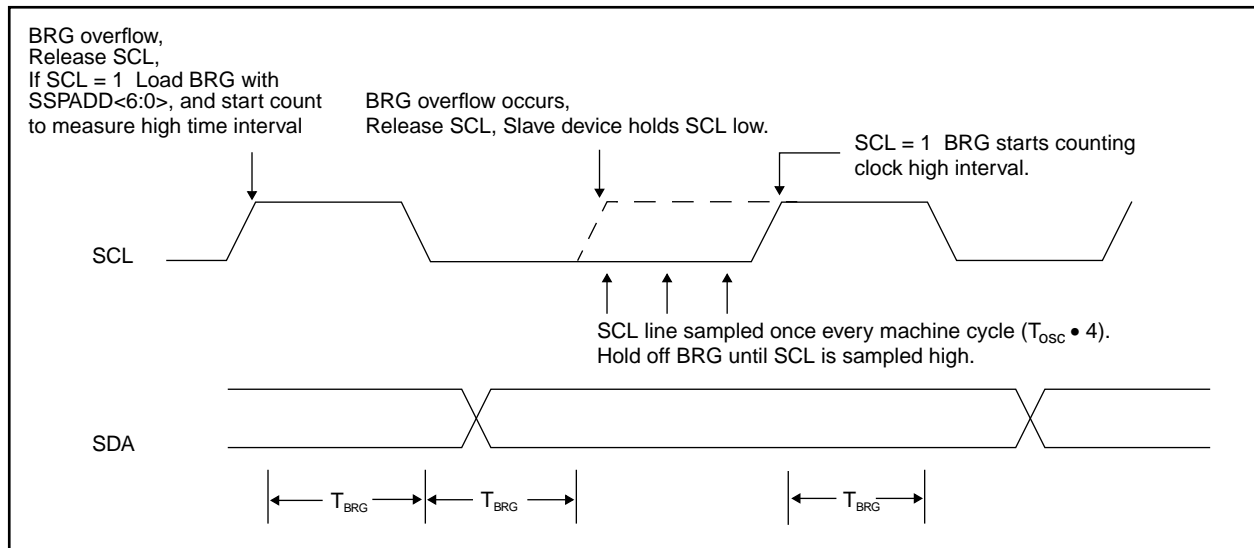 BRG overflow,
Release SCL,
If SCL = 1 Load BRG with
SSPADD<6:0>, and start count
to measure high time interval
BRG overflow occurs,
Release SCL, Slave device holds SCL low.
SCL = 1 BRG starts counting
clock high interval.
SCL
SCL line sampled once every machine cycle (Tosc • 4).
Hold off BRG until SCL is sampled high.
SDA
TBRG
TBRG
TBRG